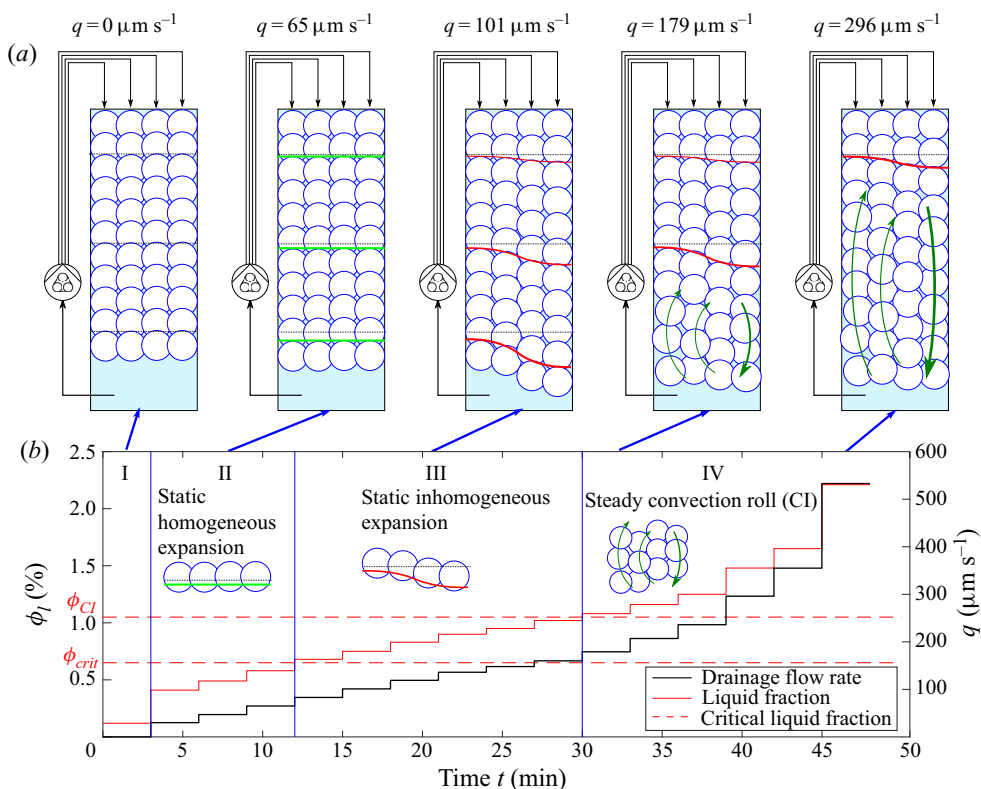 q = 0 μm s⁻¹ q = 65 μm s⁻¹ q = 101 μm s⁻¹ q = 179 μm s⁻¹ q = 296 μm s⁻¹
(a)
(b)
2.5
2.0
1.5
1.0
0.5
0
ϕl (%)
ϕCI
ϕcrit
I II III IV
Static
homogeneous
expansion
Static inhomogeneous
expansion
Steady convection roll (CI)
600
500
400
300
200
100
q (μm s⁻¹)
Drainage flow rate
Liquid fraction
Critical liquid fraction
5 10 15 20 25 30 35 40 45 50
Time t (min)